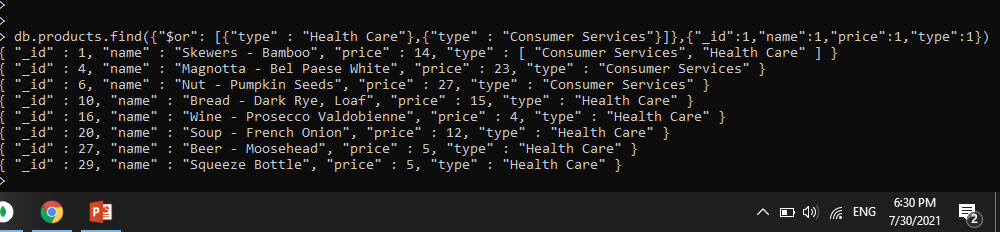 >
>
> db.products.find({"$or": [{"type" : "Health Care"},{"type" : "Consumer Services"}]},{"_id":1,"name":1,"price":1,"type":1})
{ "_id" : 1, "name" : "Skewers - Bamboo", "price" : 14, "type" : [ "Consumer Services", "Health Care" ] }
{ "_id" : 4, "name" : "Magnotta - Bel Paese White", "price" : 23, "type" : "Consumer Services" }
{ "_id" : 6, "name" : "Nut - Pumpkin Seeds", "price" : 27, "type" : "Consumer Services" }
{ "_id" : 10, "name" : "Bread - Dark Rye, Loaf", "price" : 15, "type" : "Health Care" }
{ "_id" : 16, "name" : "Wine - Prosecco Valdobienne", "price" : 4, "type" : "Health Care" }
{ "_id" : 20, "name" : "Soup - French Onion", "price" : 12, "type" : "Health Care" }
{ "_id" : 27, "name" : "Beer - Moosehead", "price" : 5, "type" : "Health Care" }
{ "_id" : 29, "name" : "Squeeze Bottle", "price" : 5, "type" : "Health Care" }
>
ENG
6:30 PM
7/30/2021
2